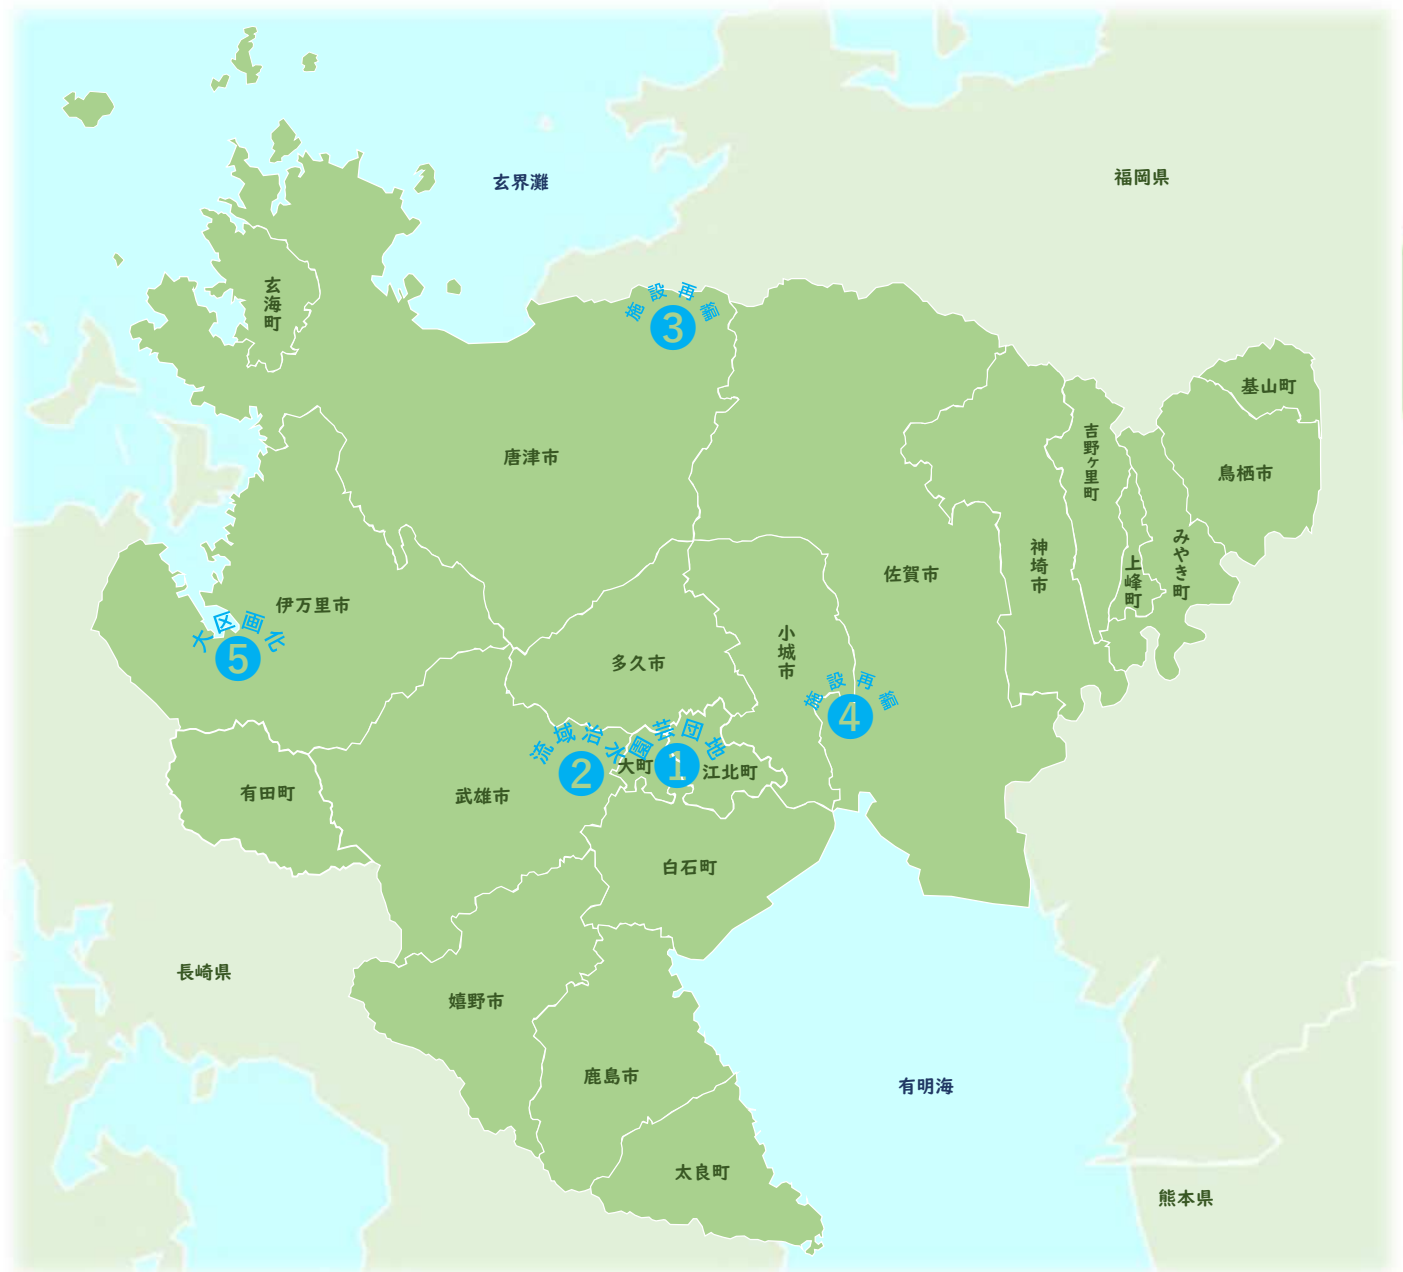 玄界灘
福岡県
玄海町
施設再編
3
基山町
吉野ヶ里町
唐津市
鳥栖市
神埼市
みやき町
上峰町
佐賀市
伊万里市
大区画化
5
小城市
多久市
施設再編
4
流域治水
2
園芸団地
1
大町
江北町
有田町
武雄市
白石町
長崎県
嬉野市
鹿島市
有明海
太良町
熊本県